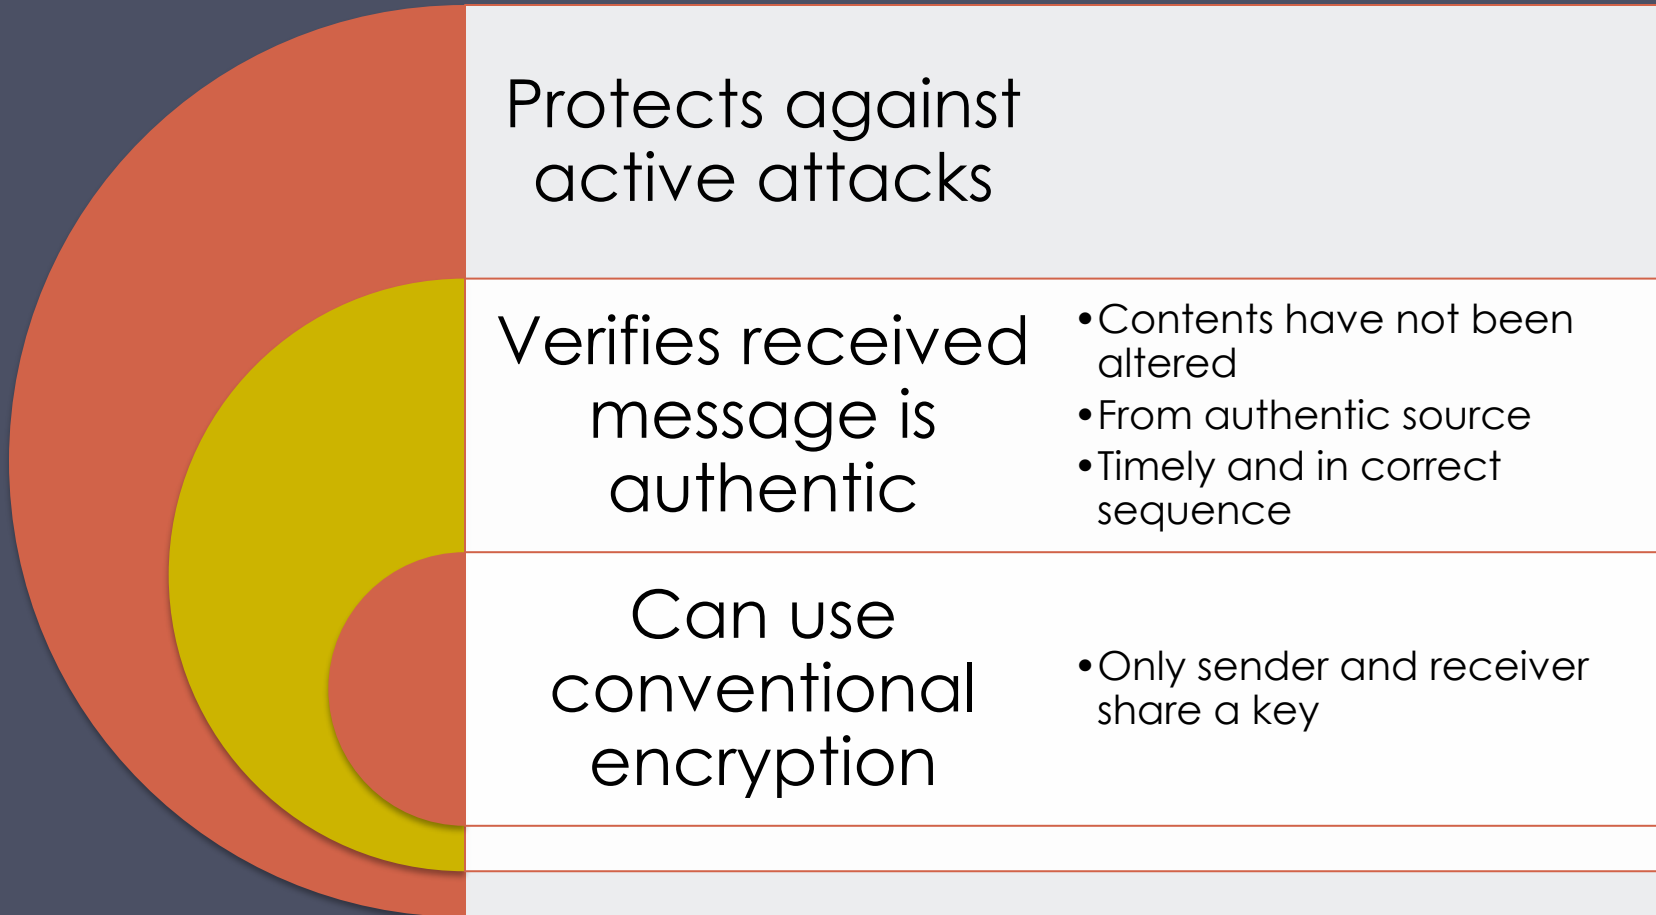 Protects against
active attacks
Verifies received
message is
authentic
•Contents have not been
altered
•From authentic source
•Timely and in correct
sequence
Can use
conventional
encryption
•Only sender and receiver
share a key